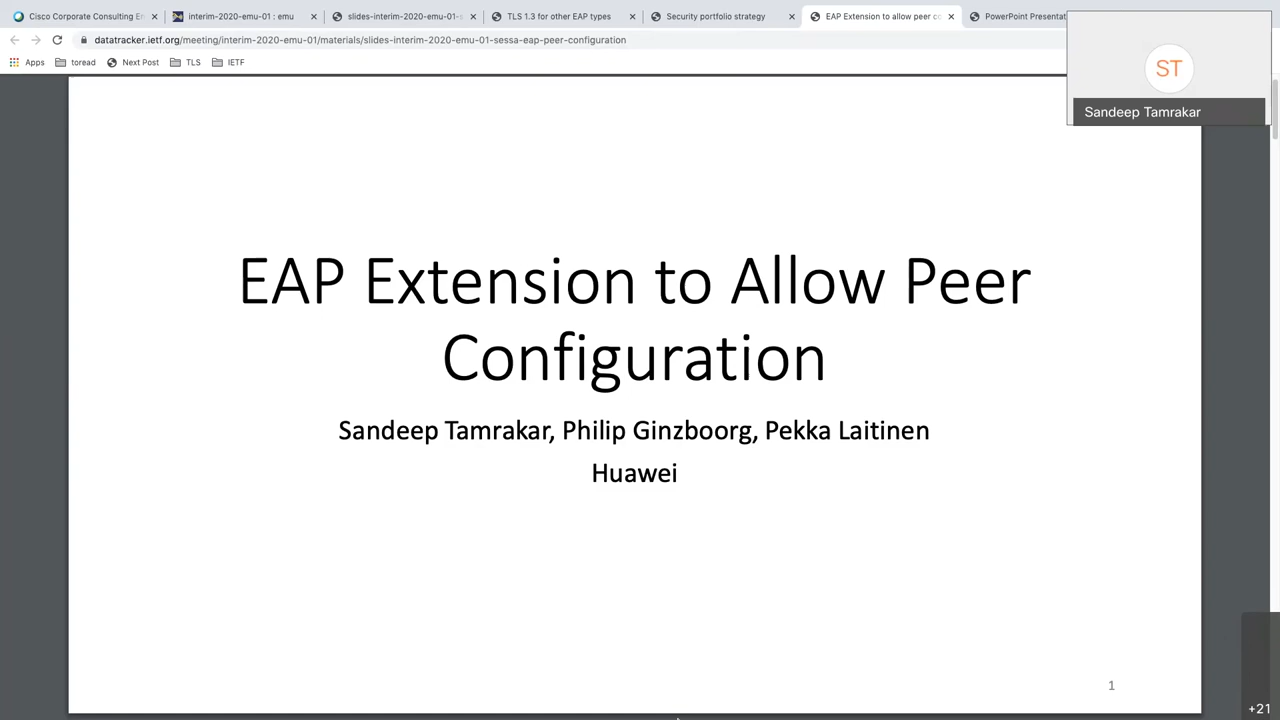 Cisco Corporate Consulting En
interim-2020-emu-01 : emu
slides-interim-2020-emu-01-
TLS 1.3 for other EAP types
Security portfolio strategy
EAP Extension to allow peer co
PowerPoint Presentat
datatracker.ietf.org/meeting/interim-2020-emu-01/materials/slides-interim-2020-emu-01-sessa-eap-peer-configuration
Apps
toread
Next Post
TLS
IETF
ST
Sandeep Tamrakar
EAP Extension to Allow Peer
Configuration
Sandeep Tamrakar, Philip Ginzboorg, Pekka Laitinen
Huawei
1
+21